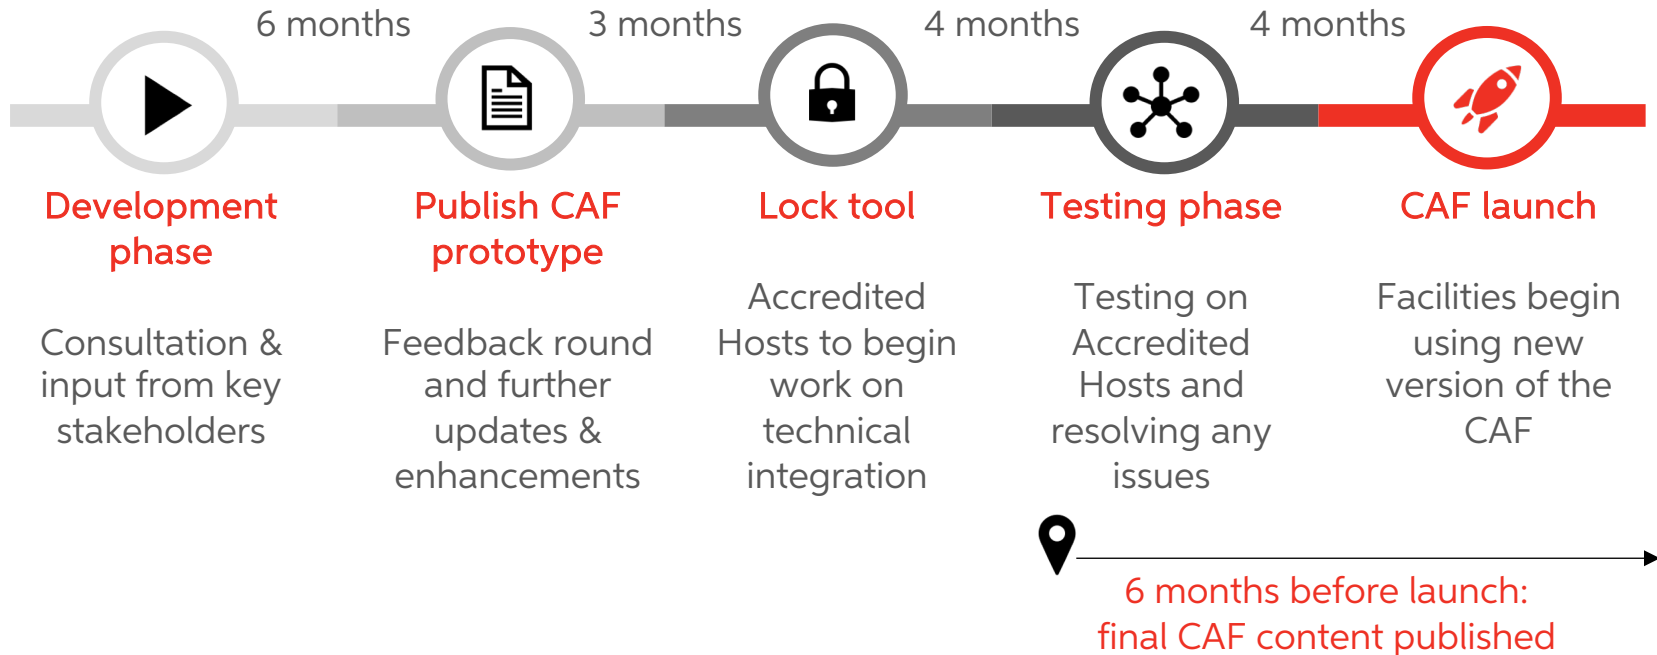 6 months
3 months
4 months
4 months
Development
phase
Consultation &
input from key
stakeholders
Publish CAF
prototype
Feedback round
and further
updates &
enhancements
Lock tool
Accredited
Hosts to begin
work on
technical
integration
Testing phase
Testing on
Accredited
Hosts and
resolving any
issues
CAF launch
Facilities begin
using new
version of the
CAF
6 months before launch:
final CAF content published